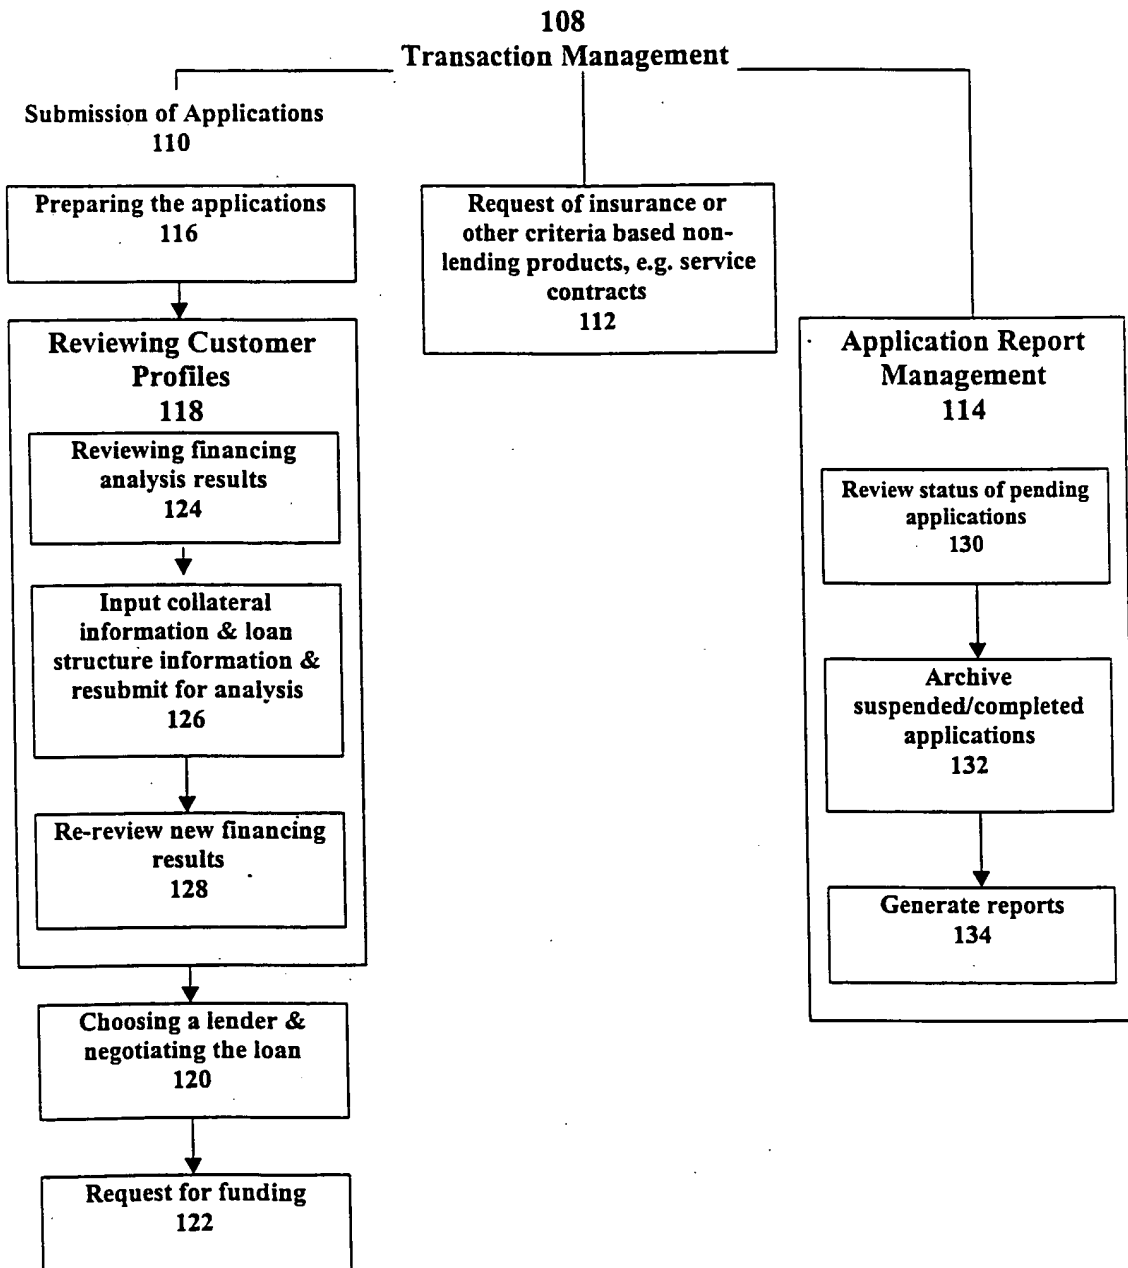 108
Transaction Management
Submission of Applications
110
Preparing the applications
116
Reviewing Customer
Profiles
118
Reviewing financing
analysis results
124
Input collateral
information & loan
structure information &
resubmit for analysis
126
Re-review new financing
results
128
Choosing a lender &
negotiating the loan
120
Request for funding
122
Request of insurance or
other criteria based non-
lending products, e.g. service
contracts
112
Application Report
Management
114
Review status of pending
applications
130
Archive
suspended/completed
applications
132
Generate reports
134